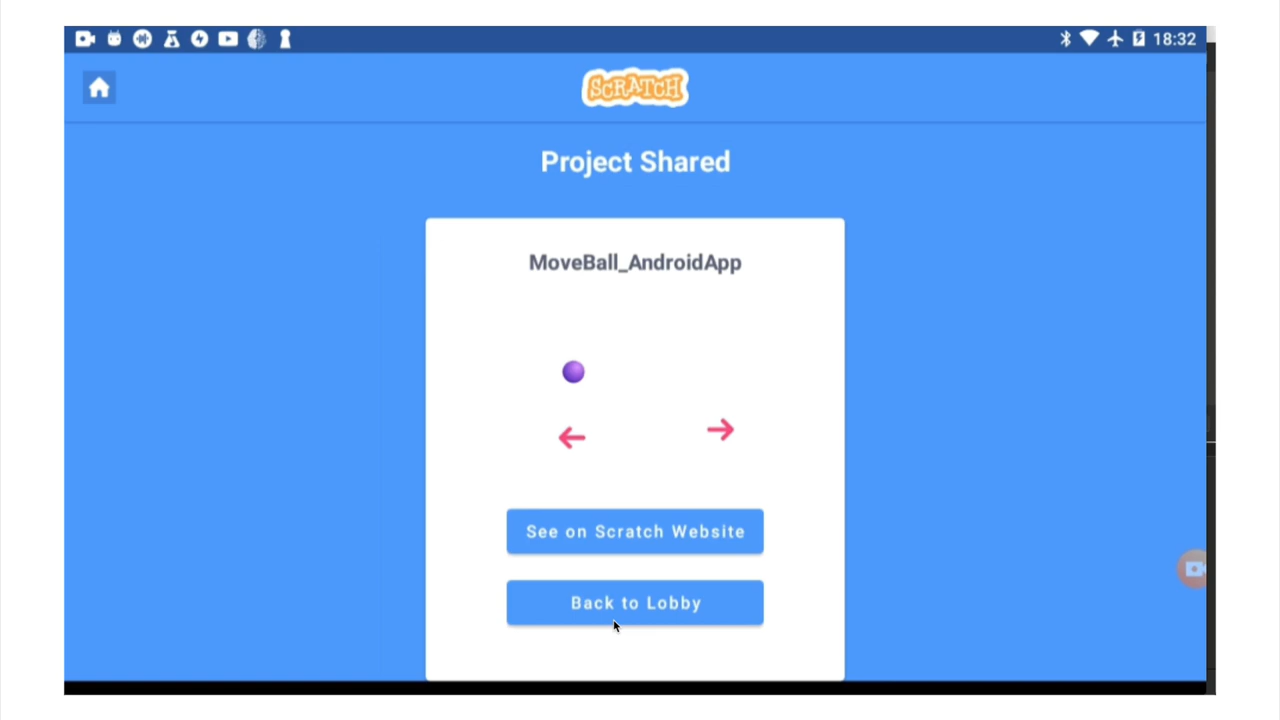 18:32
SCRATCH
Project Shared
MoveBall_AndroidApp
See on Scratch Website
Back to Lobby